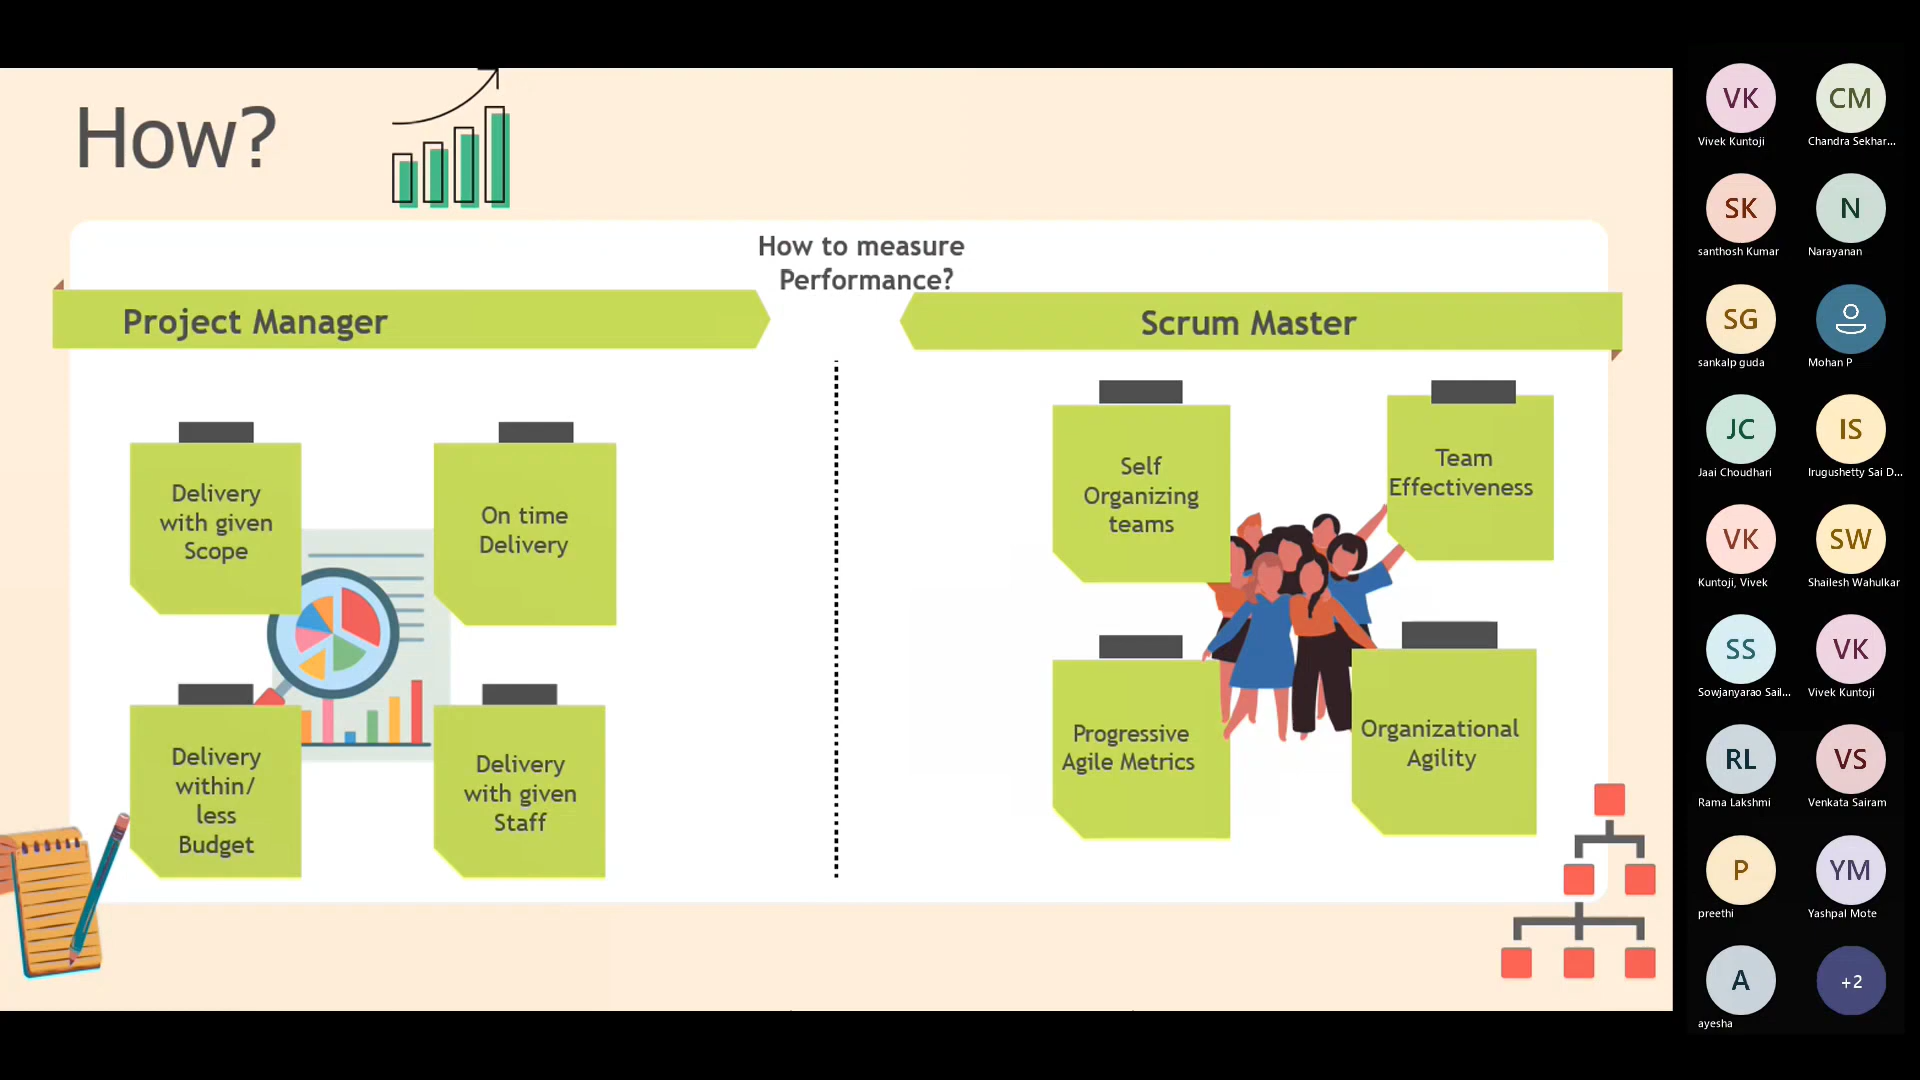 How?
How to measure
Performance?
Project Manager
Scrum Master
Delivery
with given
Scope
On time
Delivery
Delivery
within/
less
Budget
Delivery
with given
Staff
Self
Organizing
teams
Team
Effectiveness
Progressive
Agile Metrics
Organizational
Agility
VK
Vivek Kuntoji
CM
Chandra Sekhar...
SK
santhosh Kumar
N
Narayanan
SG
sankalp guda
Mohan P
JC
Jaai Choudhari
IS
Irugushetty Sai D...
VK
Kuntoji, Vivek
SW
Shailesh Wahulkar
SS
Sowjanyarao Sail...
VK
Vivek Kuntoji
RL
Rama Lakshmi
VS
Venkata Sairam
P
preethi
YM
Yashpal Mote
A
ayesha
+2